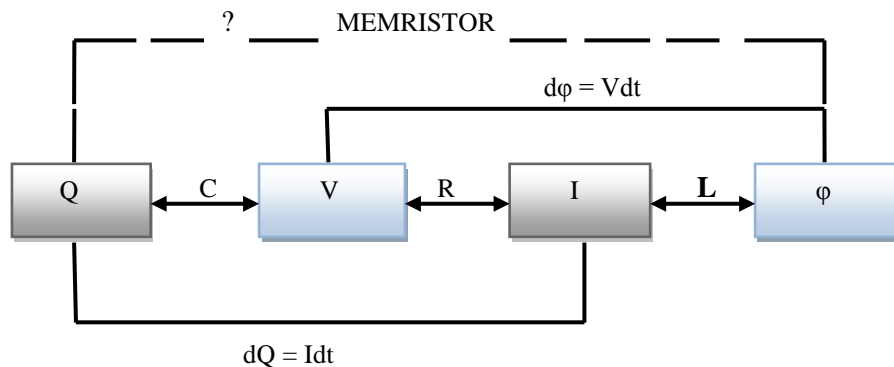 ? MEMRISTOR
dφ = Vdt
Q C V R I L φ
dQ = Idt